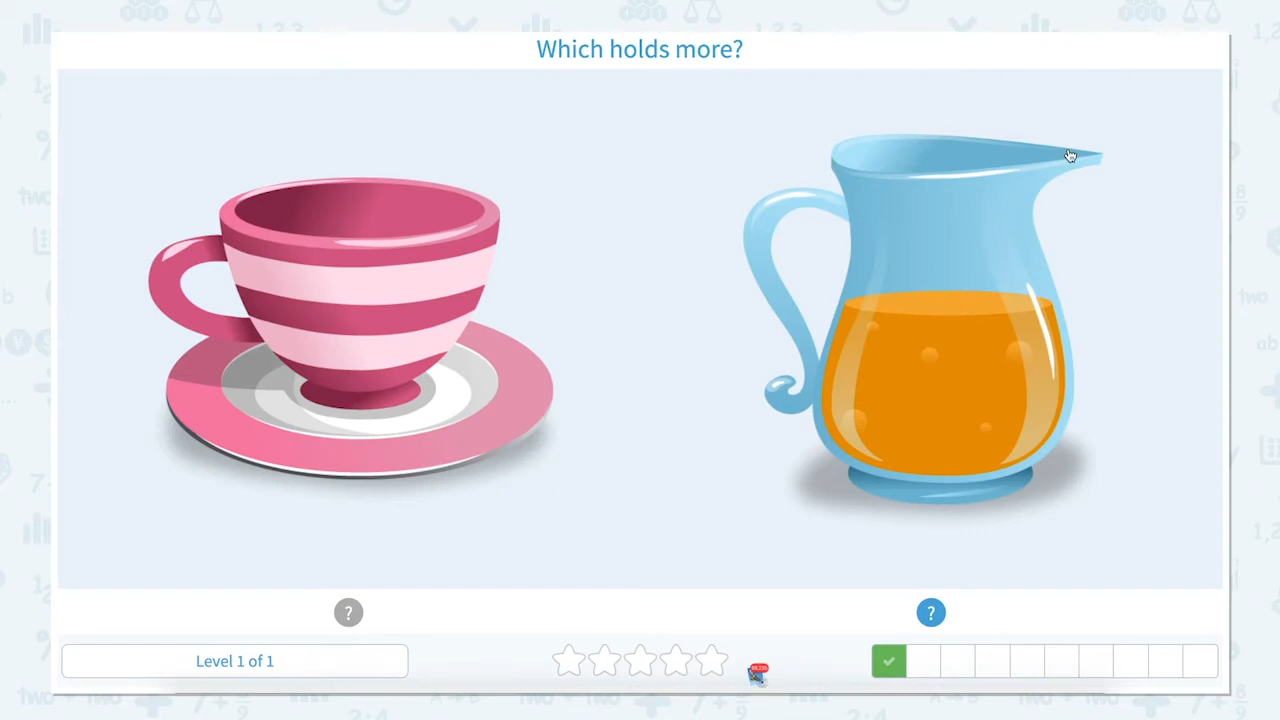 Which holds more?
?
?
Level 1 of 1